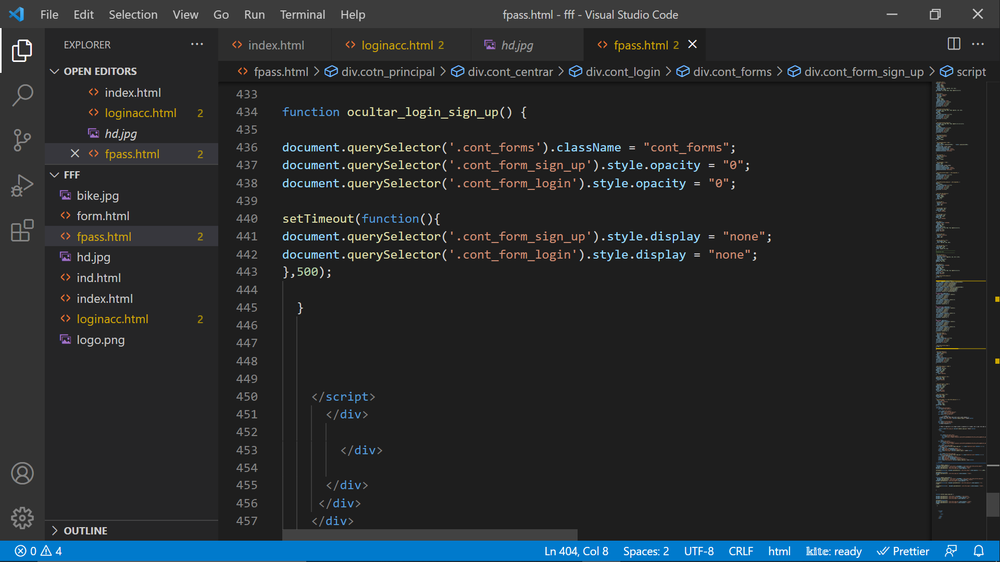 File Edit Selection View Go Run Terminal Help fpass.html - fff - Visual Studio Code
EXPLORER
index.html
loginacc.html 2
hd.jpg
fpass.html 2
OPEN EDITORS
index.html
loginacc.html 2
hd.jpg
fpass.html 2
FFF
bike.jpg
form.html
fpass.html 2
hd.jpg
ind.html
index.html
loginacc.html 2
logo.png
OUTLINE
fpass.html > div.cotn_principal > div.cont_centrar > div.cont_login > div.cont_forms > div.cont_form_sign_up > script
433
434 function ocultar_login_sign_up() {
435
436 document.querySelector('.cont_forms').className = "cont_forms";
437 document.querySelector('.cont_form_sign_up').style.opacity = "0";
438 document.querySelector('.cont_form_login').style.opacity = "0";
439
440 setTimeout(function(){
441 document.querySelector('.cont_form_sign_up').style.display = "none";
442 document.querySelector('.cont_form_login').style.display = "none";
443 },500);
444
445 }
446
447
448
449
450 </script>
451 </div>
452
453 </div>
454
455 </div>
456 </div>
457 </div>
0 4 Ln 404, Col 8 Spaces: 2 UTF-8 CRLF html kite: ready Prettier